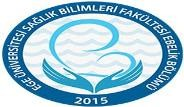 EGE ÜNİVERSİTESİ SAĞLIK BİLİMLERİ FAKÜLTESİ EBELİK BÖLÜMÜ
2015